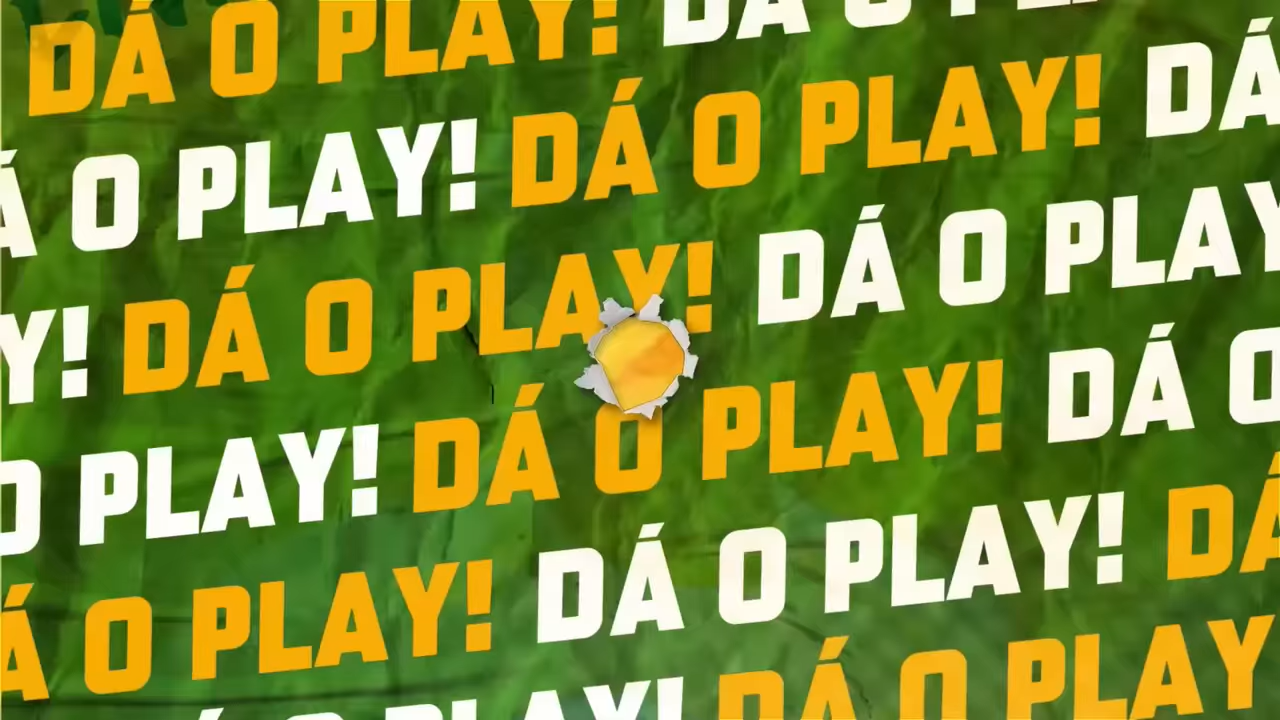 DÁ O PLAY! DÁ O PLAY!
Á O PLAY! DÁ O PLAY! DÁ
Y! DÁ O PLAY! DÁ O PLAY
O PLAY! DÁ O PLAY! DÁ O
Á O PLAY! DÁ O PLAY! DÁ
DÁ O PLAY! DÁ O PLAY